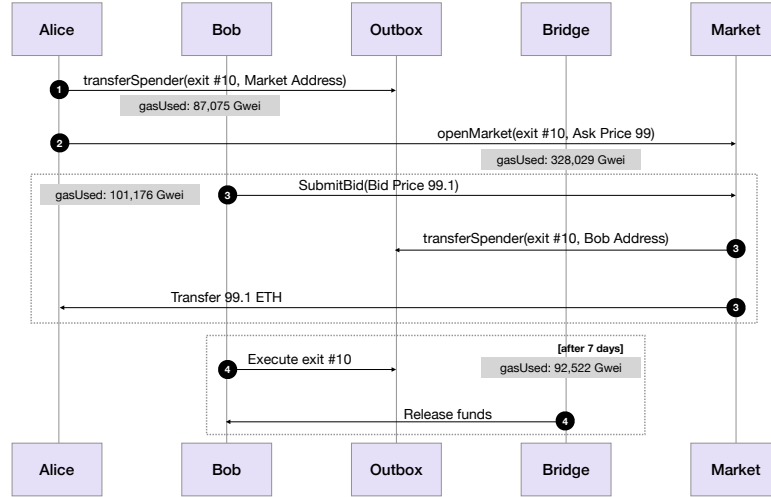 Alice Bob Outbox Bridge Market
1 transferSpender(exit #10, Market Address)
gasUsed: 87,075 Gwei
2 openMarket(exit #10, Ask Price 99)
gasUsed: 328,029 Gwei
gasUsed: 101,176 Gwei 3 SubmitBid(Bid Price 99.1)
transferSpender(exit #10, Bob Address) 3
Transfer 99.1 ETH 3
[after 7 days]
4 Execute exit #10 gasUsed: 92,522 Gwei
Release funds 4
Alice Bob Outbox Bridge Market